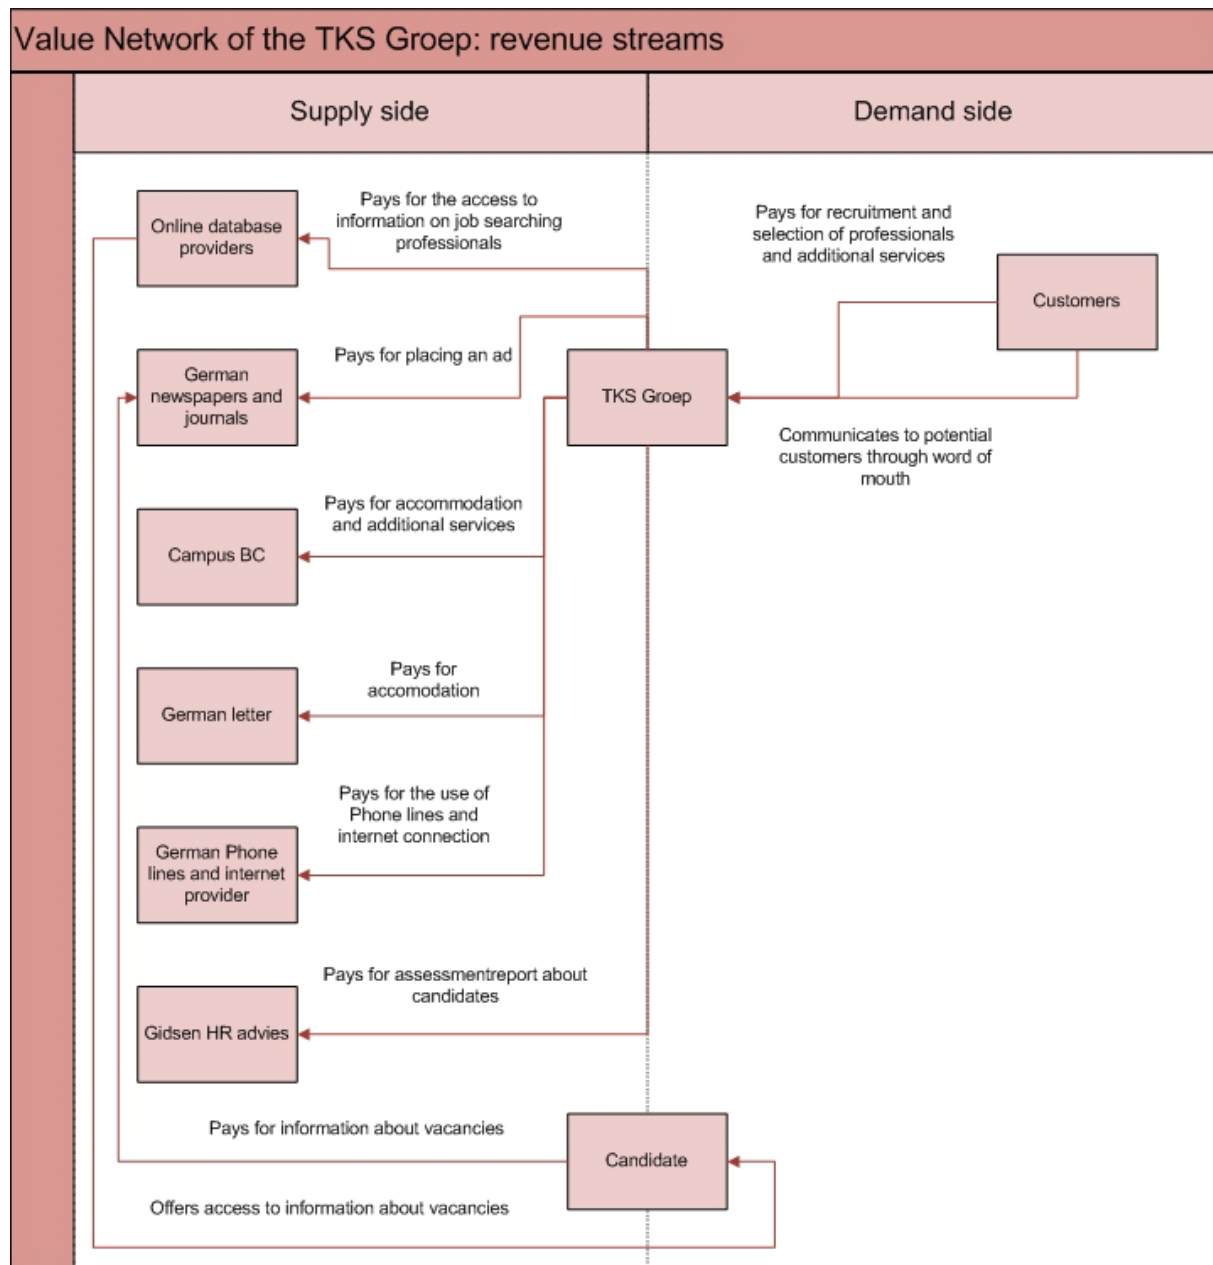 Value Network of the TKS Groep: revenue streams
Supply side
Demand side
Online database
providers
Pays for the access to
information on job searching
professionals
Pays for recruitment and
selection of professionals
and additional services
Customers
German
newspapers and
journals
Pays for placing an ad
TKS Groep
Communicates to potential
customers through word of
mouth
Campus BC
Pays for accommodation
and additional services
German letter
Pays for
accomodation
German Phone
lines and internet
provider
Pays for the use of
Phone lines and
internet connection
Gidsen HR advies
Pays for assessmentreport about
candidates
Pays for information about vacancies
Candidate
Offers access to information about vacancies